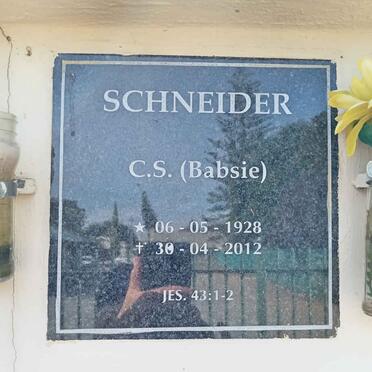 SCHNEIDER
C.S. (Babsie)
★ 06 - 05 - 1928
✝ 30 - 04 - 2012
JES. 43:1-2